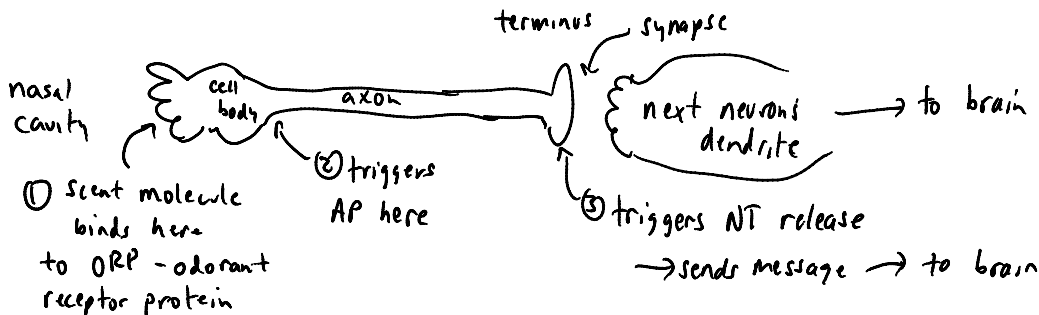 terminus
synapse
nasal
cavity
cell
body
axon
next neurons
dendrite
→ to brain
① scent molecule
binds here
to ORP - odorant
receptor protein
② triggers
AP here
③ triggers NT release
→ sends message → to brain